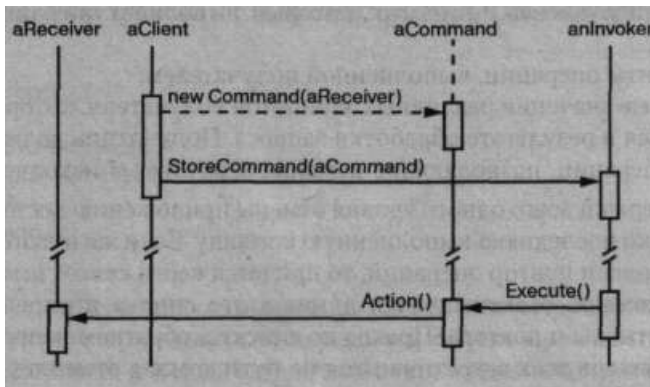 aReceiver aClient aCommand anInvoker
new Command(aReceiver)
StoreCommand(aCommand)
Action() Execute()